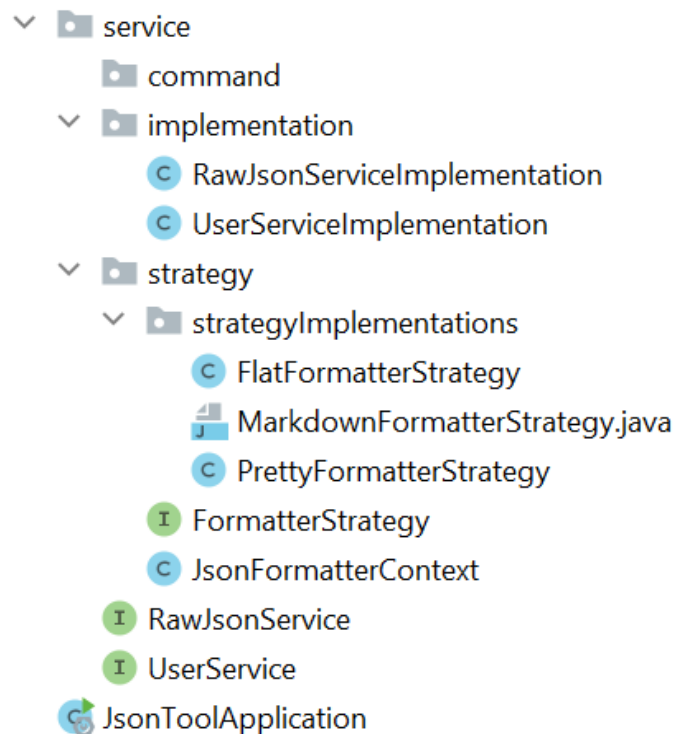 service
command
implementation
C RawJsonServiceImplementation
C UserServiceImplementation
strategy
strategyImplementations
C FlatFormatterStrategy
J MarkdownFormatterStrategy.java
C PrettyFormatterStrategy
I FormatterStrategy
C JsonFormatterContext
I RawJsonService
I UserService
C JsonToolApplication